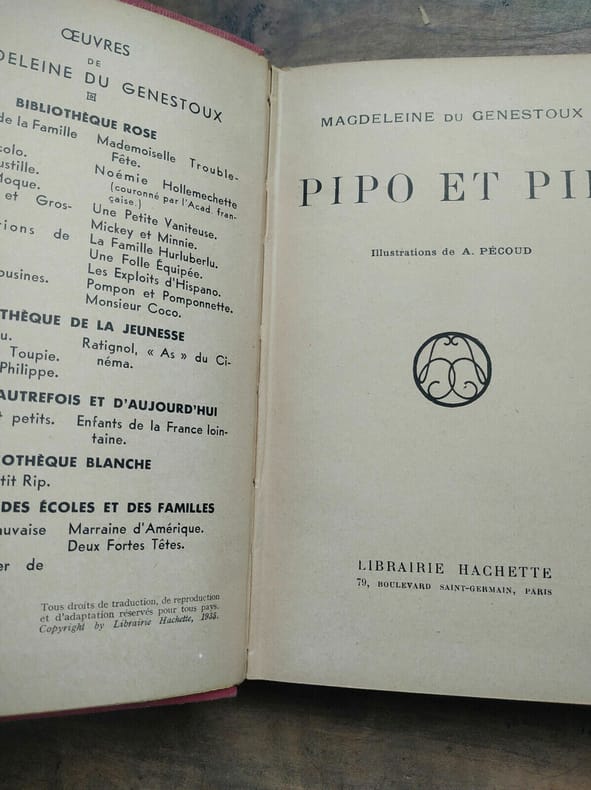 ŒUVRES
DE
DELEINE DU GENESTOUX
BIBLIOTHÈQUE ROSE
de la Famille
colo.
ustille.
Moque.
et Gros-
ions de
ousines.
Mademoiselle Trouble-
Fête.
Noémie Hollemechette
(couronné par l'Acad. fran-
çaise.)
Une Petite Vaniteuse.
Mickey et Minnie.
La Famille Hurluberlu.
Une Folle Équipée.
Les Exploits d'Hispano.
Pompon et Pomponnette.
Monsieur Coco.
THÈQUE DE LA JEUNESSE
u.
Toupie.
Philippe.
Ratignol, « As » du Ci-
néma.
AUTREFOIS ET D'AUJOURD'HUI
t petits.
Enfants de la France loin-
taine.
OTHÈQUE BLANCHE
tit Rip.
DES ÉCOLES ET DES FAMILLES
auvaise
er de
Marraine d'Amérique.
Deux Fortes Têtes.
Tous droits de traduction, de reproduction
et d'adaptation réservés pour tous pays.
Copyright by Librairie Hachette, 1935.
MAGDELEINE DU GENESTOUX
PIPO ET PI
Illustrations de A. PÉCOUD
LIBRAIRIE HACHETTE
79, BOULEVARD SAINT-GERMAIN, PARIS